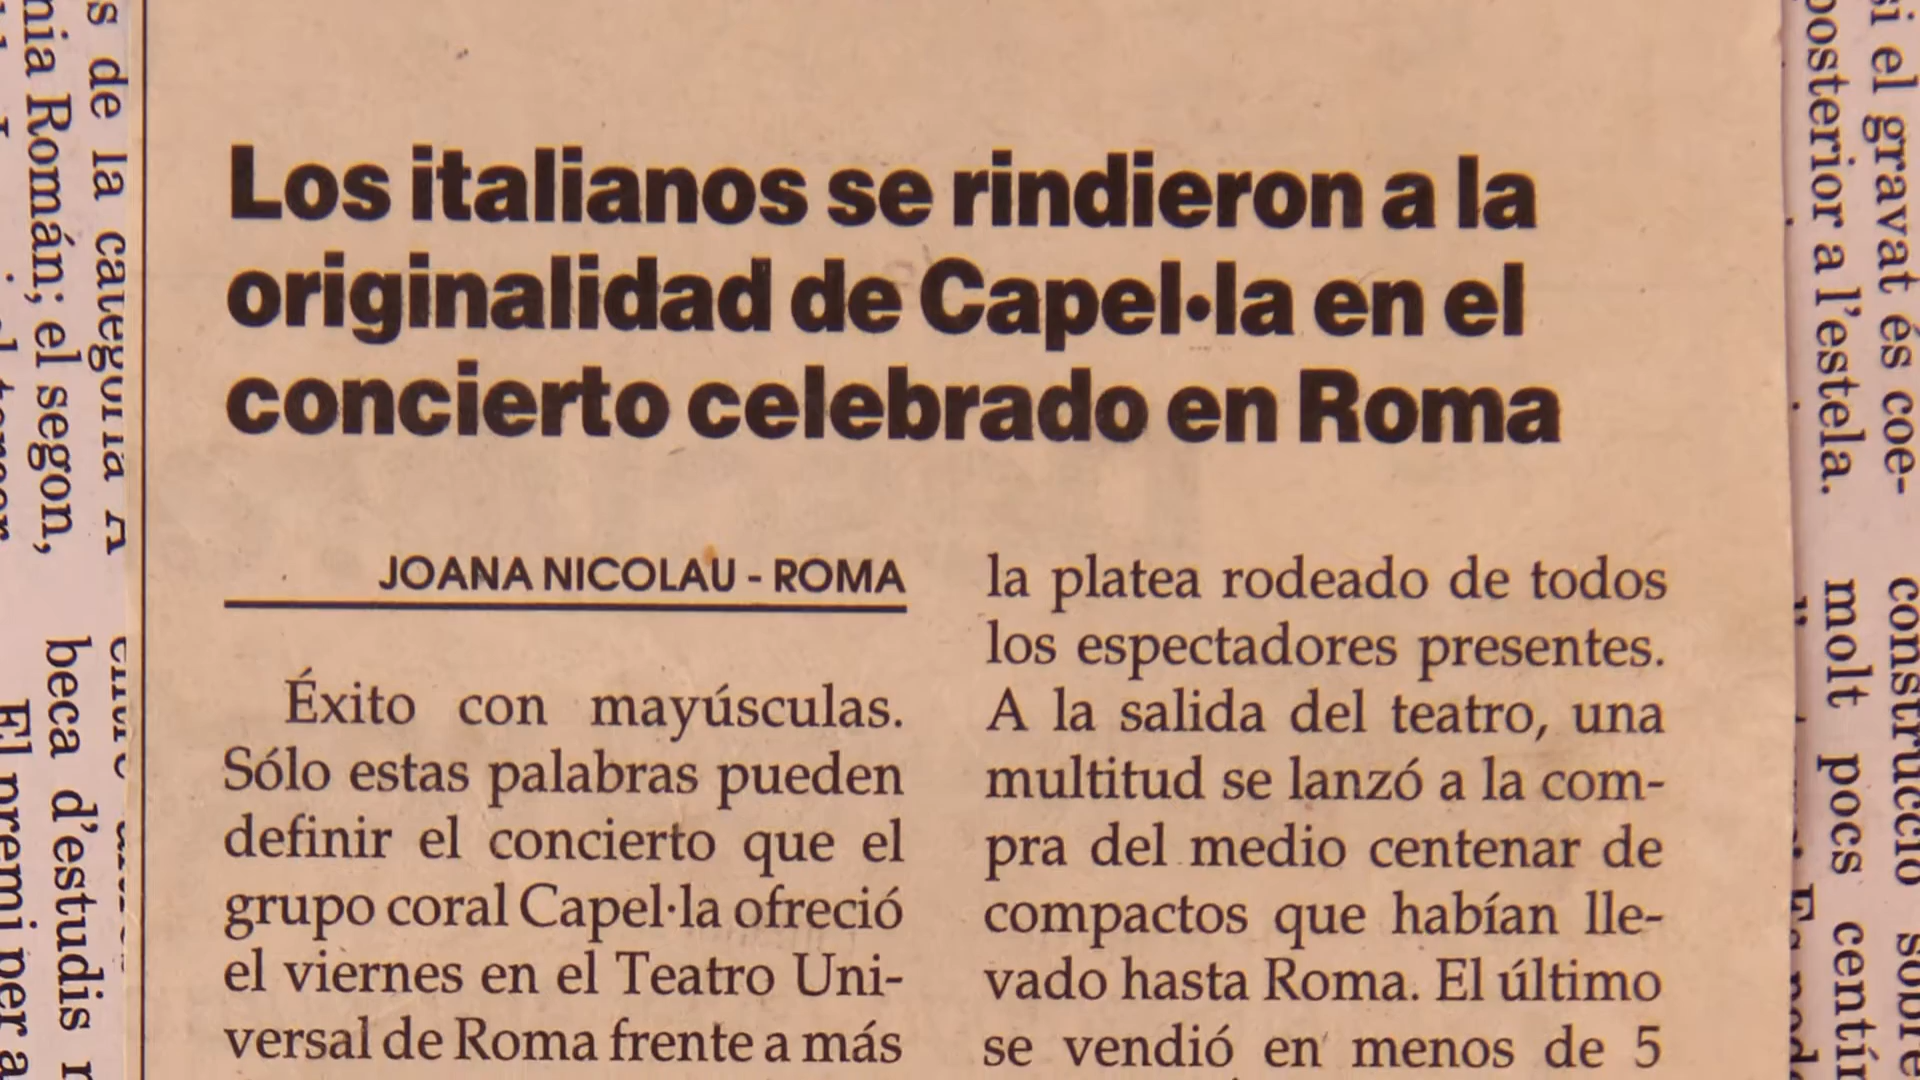 Los italianos se rindieron a la
originalidad de Capel·la en el
concierto celebrado en Roma
JOANA NICOLAU - ROMA
Éxito con mayúsculas.
Sólo estas palabras pueden
definir el concierto que el
grupo coral Capel·la ofreció
el viernes en el Teatro Uni-
versal de Roma frente a más
la platea rodeado de todos
los espectadores presentes.
A la salida del teatro, una
multitud se lanzó a la com-
pra del medio centenar de
compactos que habían lle-
vado hasta Roma. El último
se vendió en menos de 5
s de la categoria A
nia Román; el segon,
beca d'estudis
El premi per a
si el gravat és coe-
posterior a l'estela.
construcció sobre
molt pocs centí